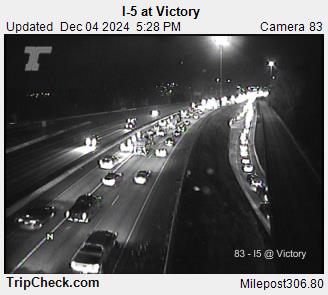 I-5 at Victory
Updated Dec 04 2024 5:28 PM Camera 83
T
N
83 - I5 @ Victory
TripCheck.com Milepost306.80